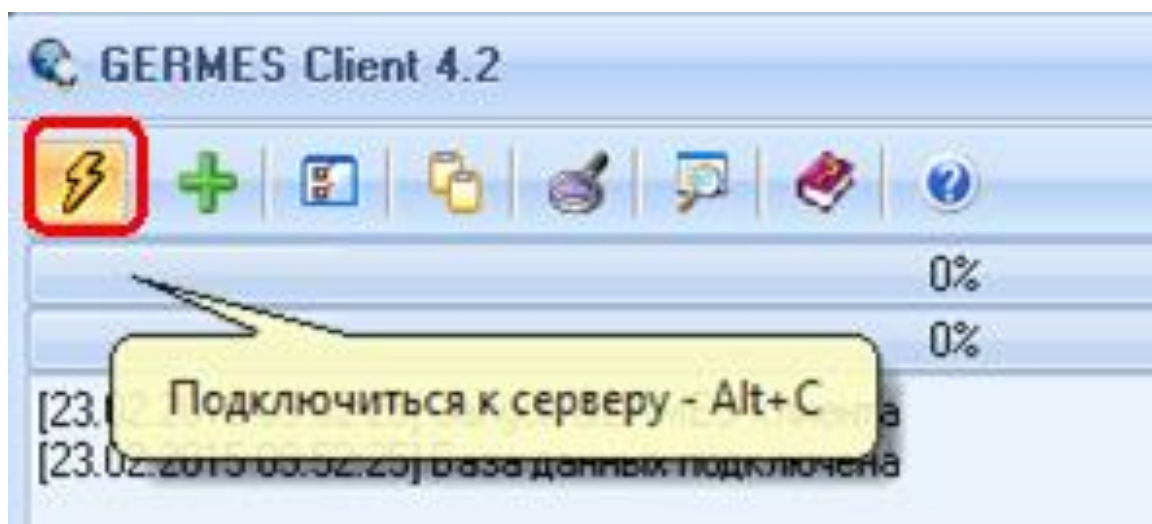 GERMES Client 4.2
0%
0%
Подключиться к серверу - Alt+C
[23.
[23.02.2015 05:52:25] База данных подключена